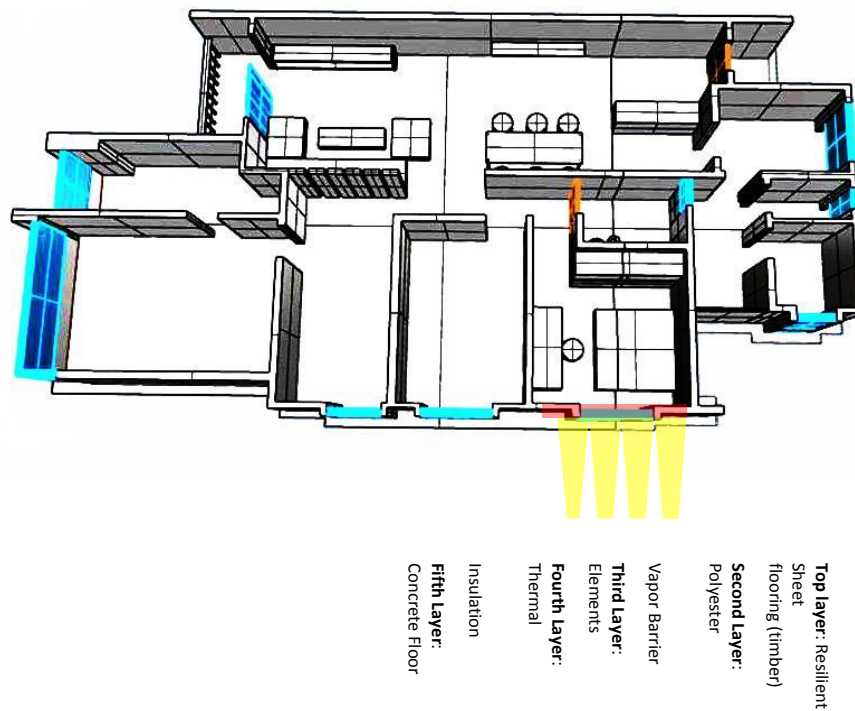 Top layer: Resilient
Sheet
flooring (timber)
Second Layer:
Polyester
Vapor Barrier
Third Layer:
Elements
Fourth Layer:
Thermal
Insulation
Fifth Layer:
Concrete Floor